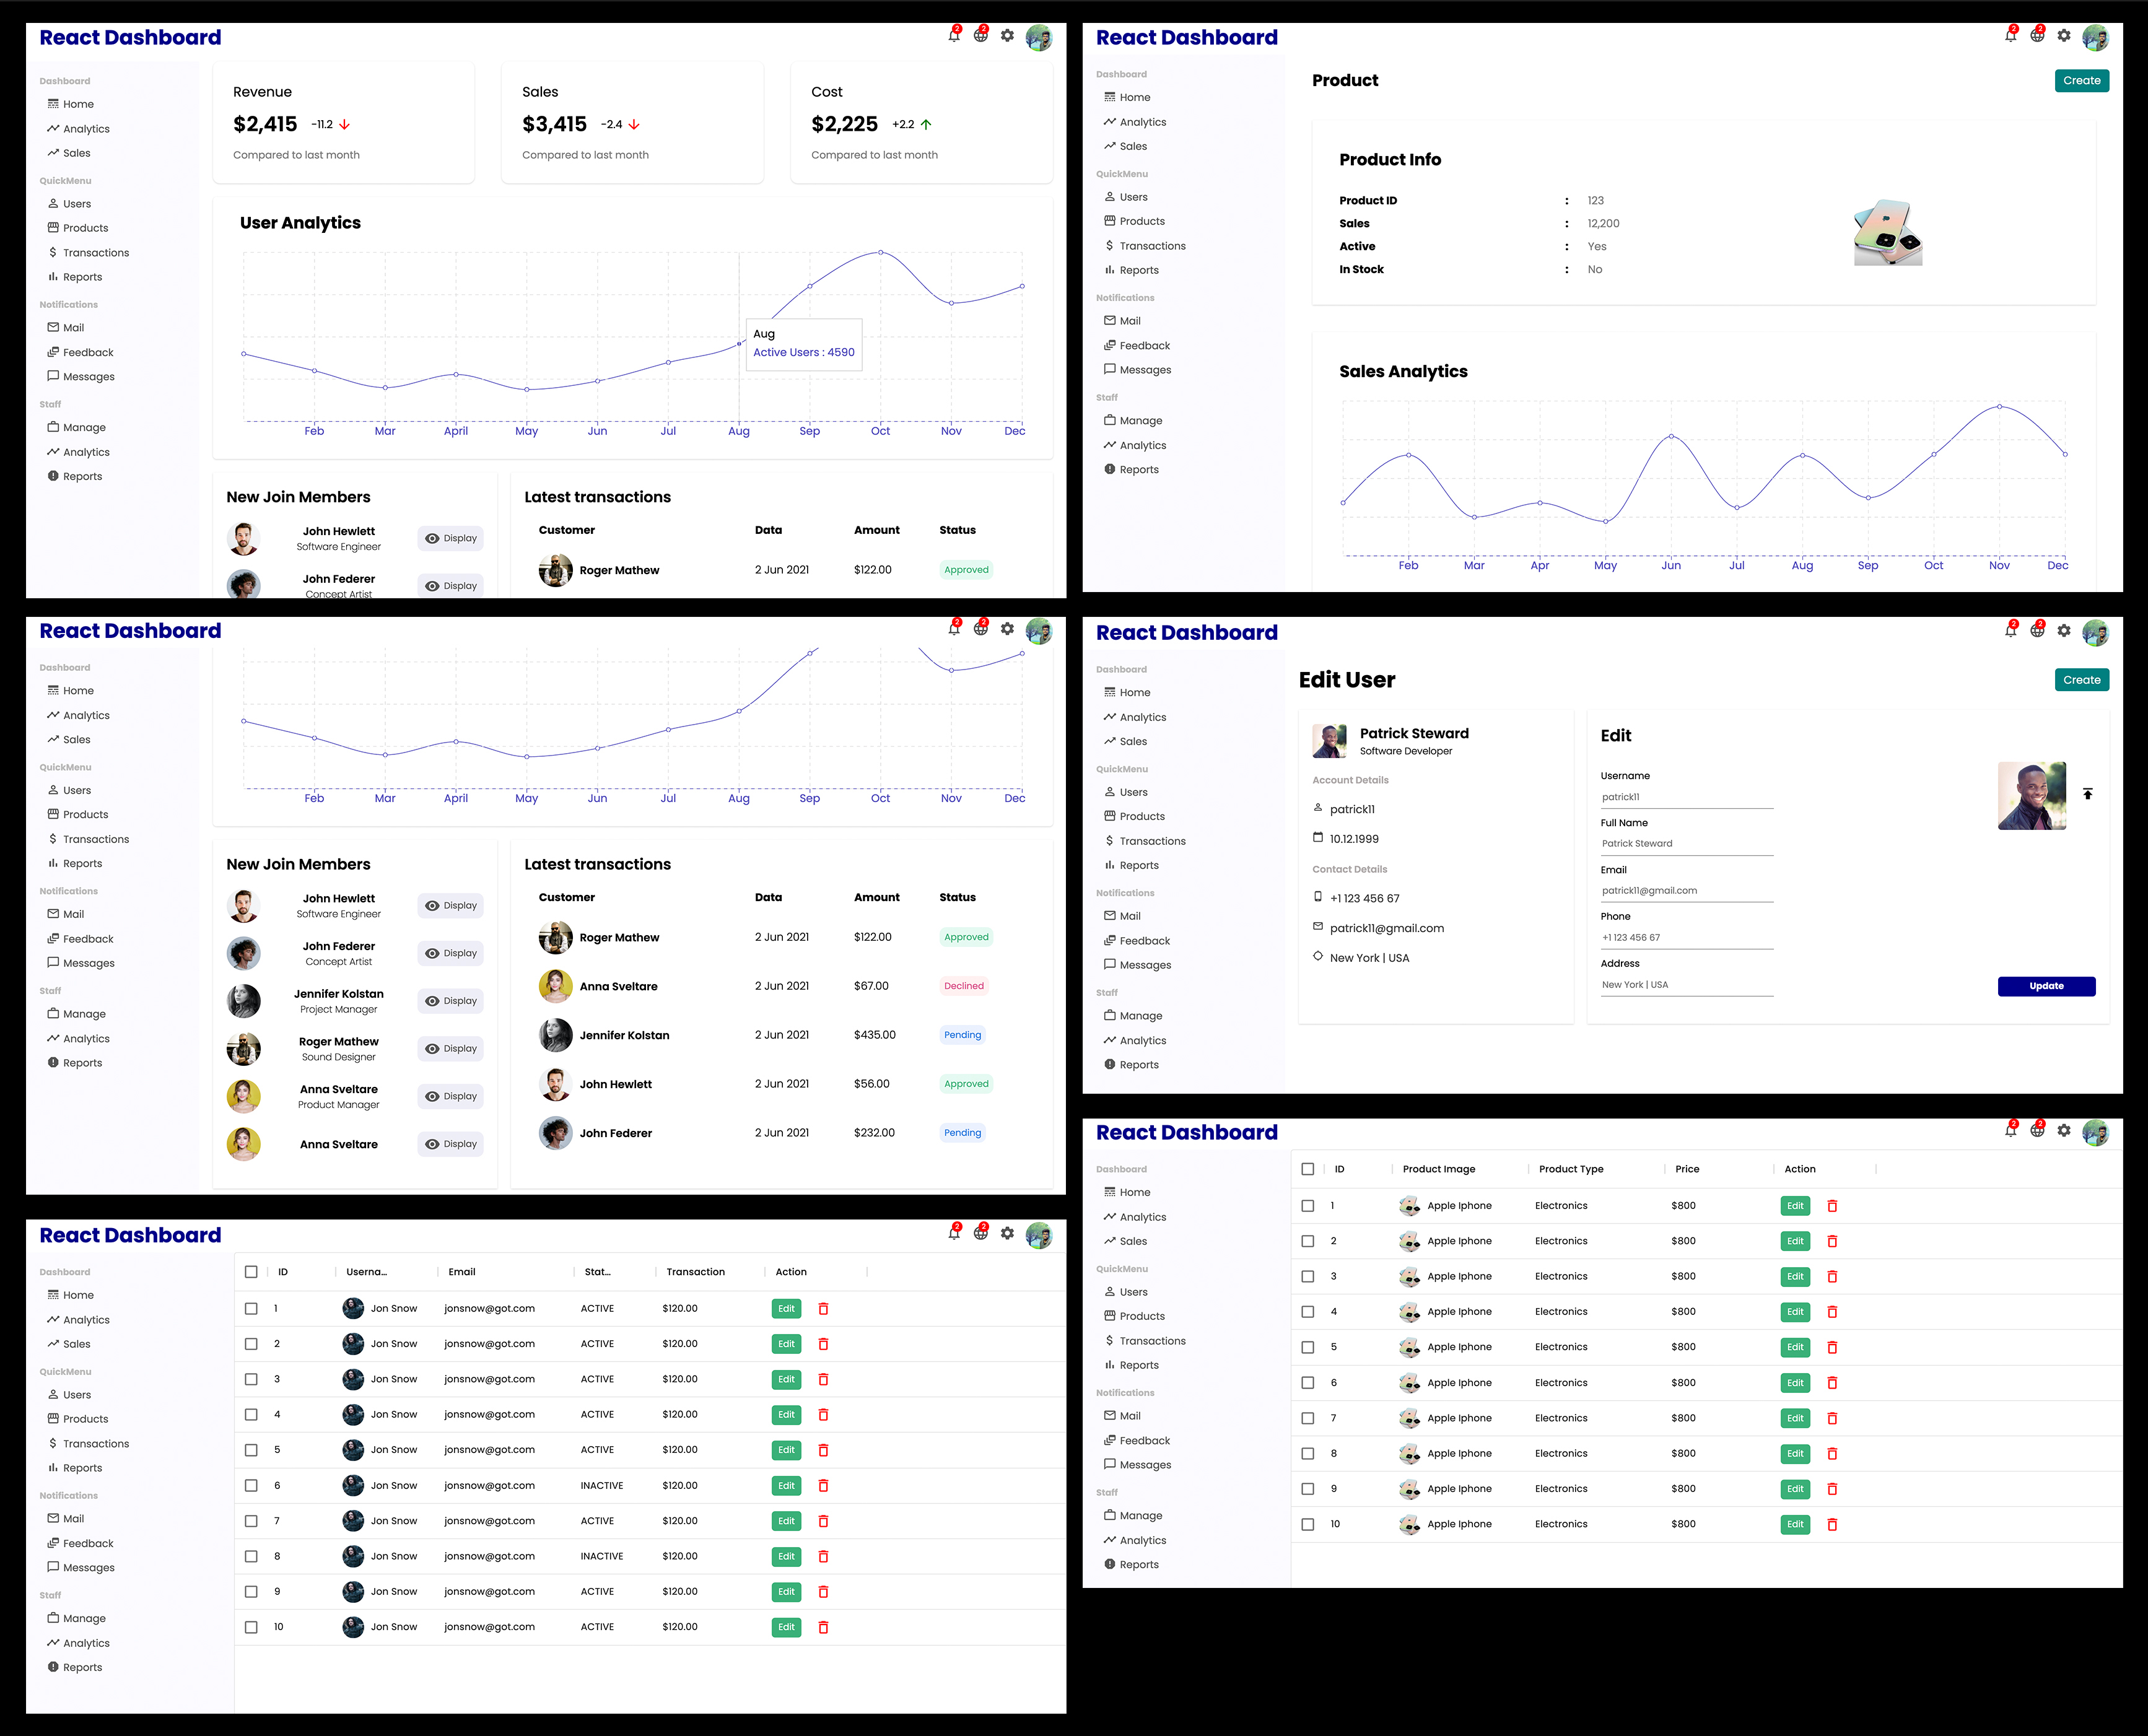 React Dashboard
2 2
Dashboard
Home
Analytics
Sales
QuickMenu
Users
Products
Transactions
Reports
Notifications
Mail
Feedback
Messages
Staff
Manage
Analytics
Reports
Revenue
$2,415 -11.2
Compared to last month
Sales
$3,415 -2.4
Compared to last month
Cost
$2,225 +2.2
Compared to last month
User Analytics
Aug
Active Users : 4590
Feb Mar April May Jun Jul Aug Sep Oct Nov Dec
New Join Members
John Hewlett
Software Engineer
Display
John Federer
Concept Artist
Display
Latest transactions
Customer Data Amount Status
Roger Mathew 2 Jun 2021 $122.00 Approved
React Dashboard
2 2
Dashboard
Home
Analytics
Sales
QuickMenu
Users
Products
Transactions
Reports
Notifications
Mail
Feedback
Messages
Staff
Manage
Analytics
Reports
Product
Create
Product Info
Product ID : 123
Sales : 12,200
Active : Yes
In Stock : No
Sales Analytics
Feb Mar Apr May Jun Jul Aug Sep Oct Nov Dec
React Dashboard
2 2
Dashboard
Home
Analytics
Sales
QuickMenu
Users
Products
Transactions
Reports
Notifications
Mail
Feedback
Messages
Staff
Manage
Analytics
Reports
Feb Mar April May Jun Jul Aug Sep Oct Nov Dec
New Join Members
John Hewlett
Software Engineer
Display
John Federer
Concept Artist
Display
Jennifer Kolstan
Project Manager
Display
Roger Mathew
Sound Designer
Display
Anna Sveltare
Product Manager
Display
Anna Sveltare
Display
Latest transactions
Customer Data Amount Status
Roger Mathew 2 Jun 2021 $122.00 Approved
Anna Sveltare 2 Jun 2021 $67.00 Declined
Jennifer Kolstan 2 Jun 2021 $435.00 Pending
John Hewlett 2 Jun 2021 $56.00 Approved
John Federer 2 Jun 2021 $232.00 Pending
React Dashboard
2 2
Dashboard
Home
Analytics
Sales
QuickMenu
Users
Products
Transactions
Reports
Notifications
Mail
Feedback
Messages
Staff
Manage
Analytics
Reports
Edit User
Create
Patrick Steward
Software Developer
Account Details
patrick11
10.12.1999
Contact Details
+1 123 456 67
patrick11@gmail.com
New York | USA
Edit
Username
patrick11
Full Name
Patrick Steward
Email
patrick11@gmail.com
Phone
+1 123 456 67
Address
New York | USA
Update
React Dashboard
2 2
Dashboard
Home
Analytics
Sales
QuickMenu
Users
Products
Transactions
Reports
Notifications
Mail
Feedback
Messages
Staff
Manage
Analytics
Reports
ID Userna... Email Stat... Transaction Action
1 Jon Snow jonsnow@got.com ACTIVE $120.00 Edit
2 Jon Snow jonsnow@got.com ACTIVE $120.00 Edit
3 Jon Snow jonsnow@got.com ACTIVE $120.00 Edit
4 Jon Snow jonsnow@got.com ACTIVE $120.00 Edit
5 Jon Snow jonsnow@got.com ACTIVE $120.00 Edit
6 Jon Snow jonsnow@got.com INACTIVE $120.00 Edit
7 Jon Snow jonsnow@got.com ACTIVE $120.00 Edit
8 Jon Snow jonsnow@got.com INACTIVE $120.00 Edit
9 Jon Snow jonsnow@got.com ACTIVE $120.00 Edit
10 Jon Snow jonsnow@got.com ACTIVE $120.00 Edit
React Dashboard
2 2
Dashboard
Home
Analytics
Sales
QuickMenu
Users
Products
Transactions
Reports
Notifications
Mail
Feedback
Messages
Staff
Manage
Analytics
Reports
ID Product Image Product Type Price Action
1 Apple Iphone Electronics $800 Edit
2 Apple Iphone Electronics $800 Edit
3 Apple Iphone Electronics $800 Edit
4 Apple Iphone Electronics $800 Edit
5 Apple Iphone Electronics $800 Edit
6 Apple Iphone Electronics $800 Edit
7 Apple Iphone Electronics $800 Edit
8 Apple Iphone Electronics $800 Edit
9 Apple Iphone Electronics $800 Edit
10 Apple Iphone Electronics $800 Edit